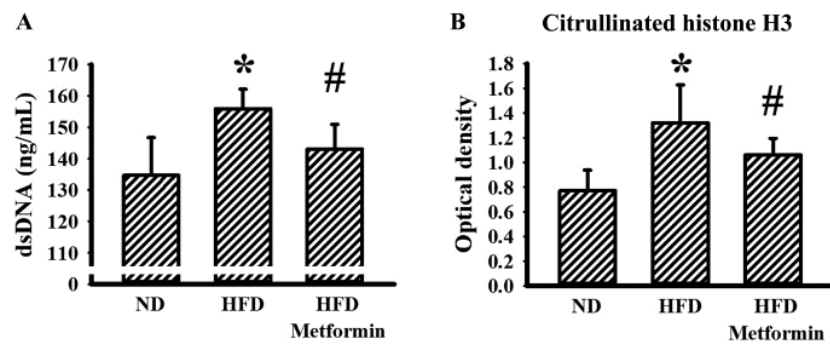 A
dsDNA (ng/mL)
170
160
150
140
130
120
110
0
*
#
ND
HFD
HFD
Metformin
B
Citrullinated histone H3
Optical density
1.8
1.6
1.4
1.2
1.0
0.8
0.6
0.4
0.2
0.0
*
#
ND
HFD
HFD
Metformin